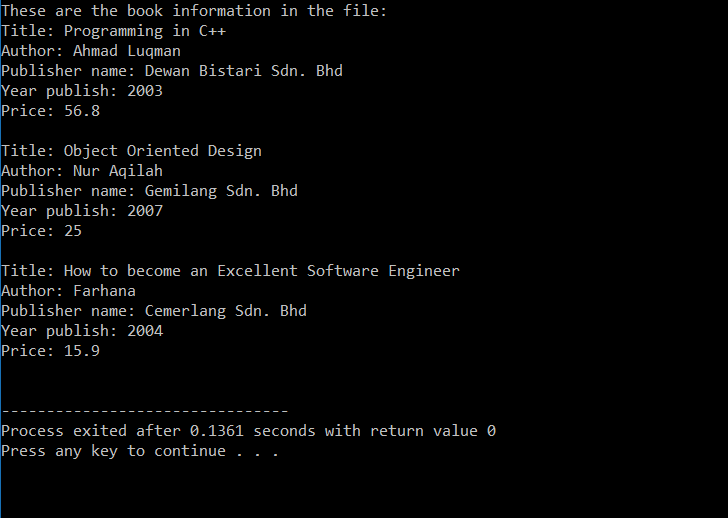 These are the book information in the file:
Title: Programming in C++
Author: Ahmad Luqman
Publisher name: Dewan Bistari Sdn. Bhd
Year publish: 2003
Price: 56.8
Title: Object Oriented Design
Author: Nur Aqilah
Publisher name: Gemilang Sdn. Bhd
Year publish: 2007
Price: 25
Title: How to become an Excellent Software Engineer
Author: Farhana
Publisher name: Cemerlang Sdn. Bhd
Year publish: 2004
Price: 15.9
--------------------------------
Process exited after 0.1361 seconds with return value 0
Press any key to continue . . .